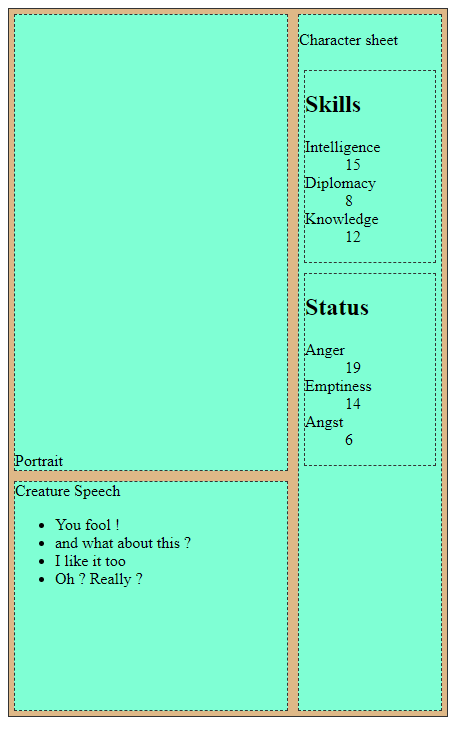 Portrait
Creature Speech
You fool !
and what about this ?
I like it too
Oh ? Really ?
Character sheet
Skills
Intelligence
15
Diplomacy
8
Knowledge
12
Status
Anger
19
Emptiness
14
Angst
6